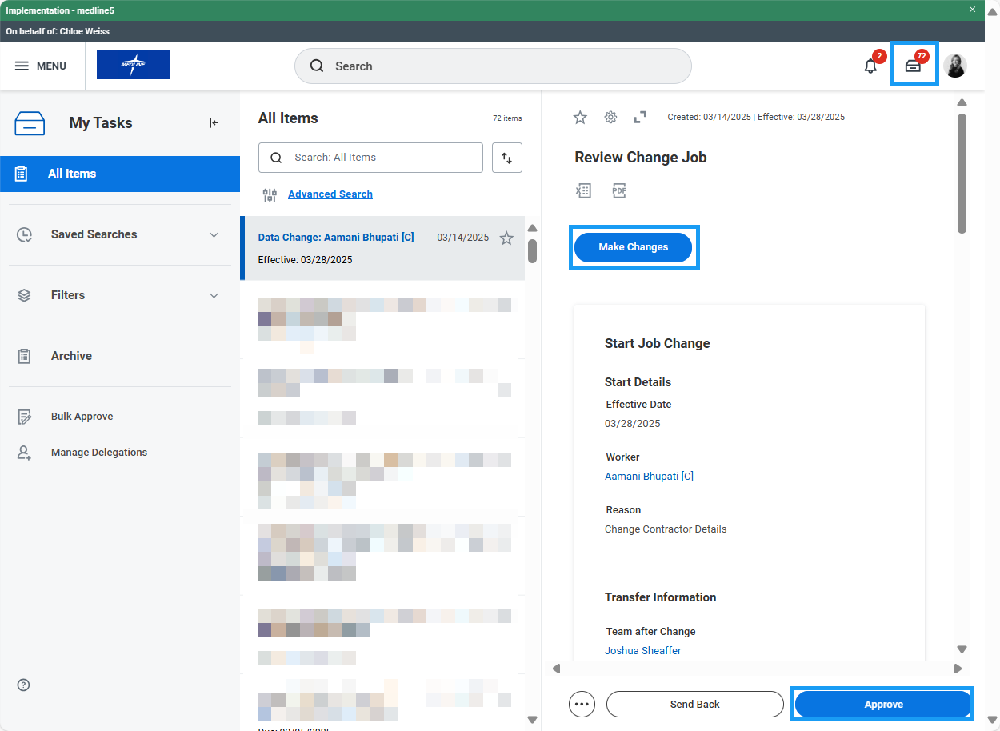 Implementation - medline5
On behalf of: Chloe Weiss
MENU
MEDLINE
Search
2
72
My Tasks
All Items
Saved Searches
Filters
Archive
Bulk Approve
Manage Delegations
All Items
72 items
Search: All Items
Advanced Search
Data Change: Aamani Bhupati [C]
03/14/2025
Effective: 03/28/2025
Created: 03/14/2025 | Effective: 03/28/2025
Review Change Job
PDF
Make Changes
Start Job Change
Start Details
Effective Date
03/28/2025
Worker
Aamani Bhupati [C]
Reason
Change Contractor Details
Transfer Information
Team after Change
Joshua Sheaffer
Send Back
Approve